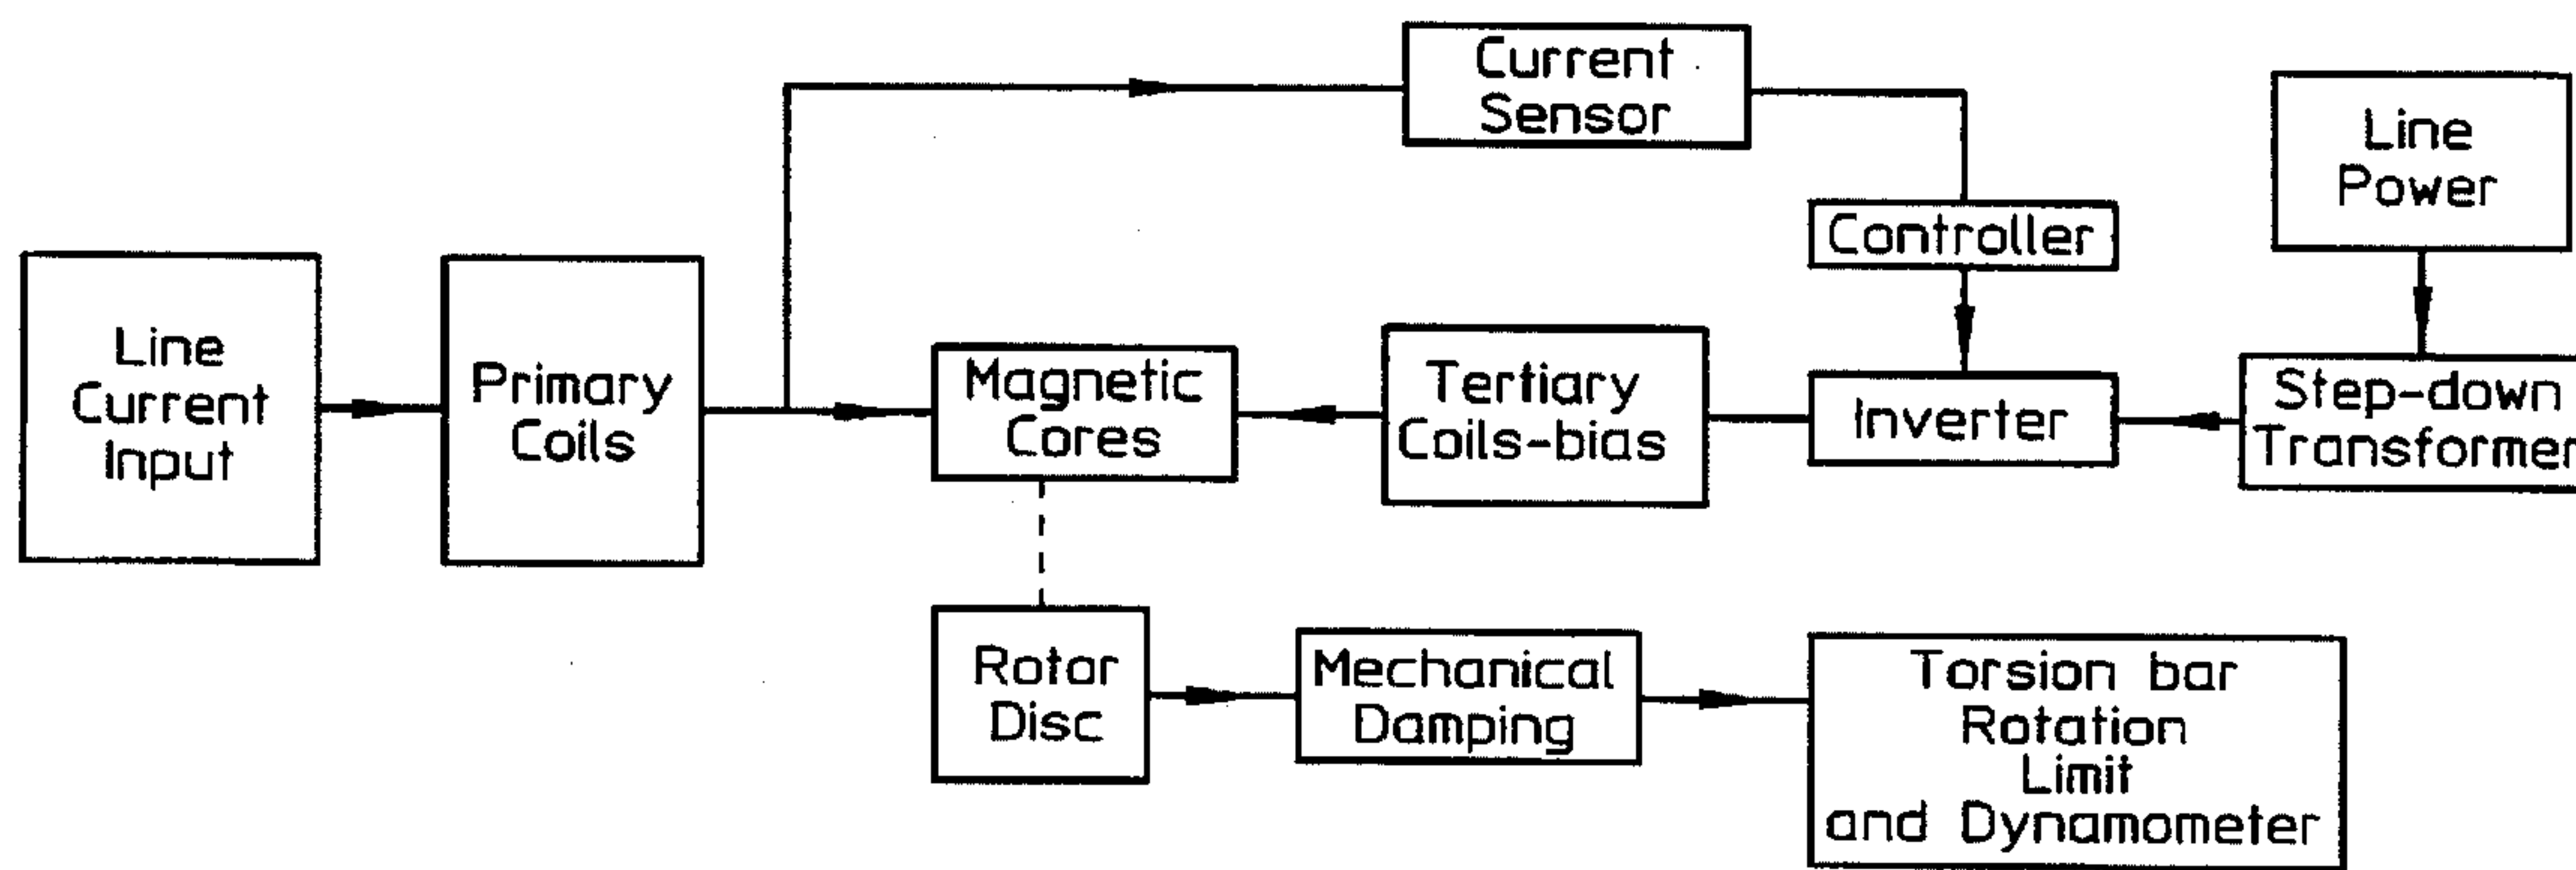 Current
Sensor
Line
Power
Controller
Line
Current
Input
Primary
Coils
Magnetic
Cores
Tertiary
Coils-bias
Inverter
Step-down
Transformer
Rotor
Disc
Mechanical
Damping
Torsion bar
Rotation
Limit
and Dynamometer